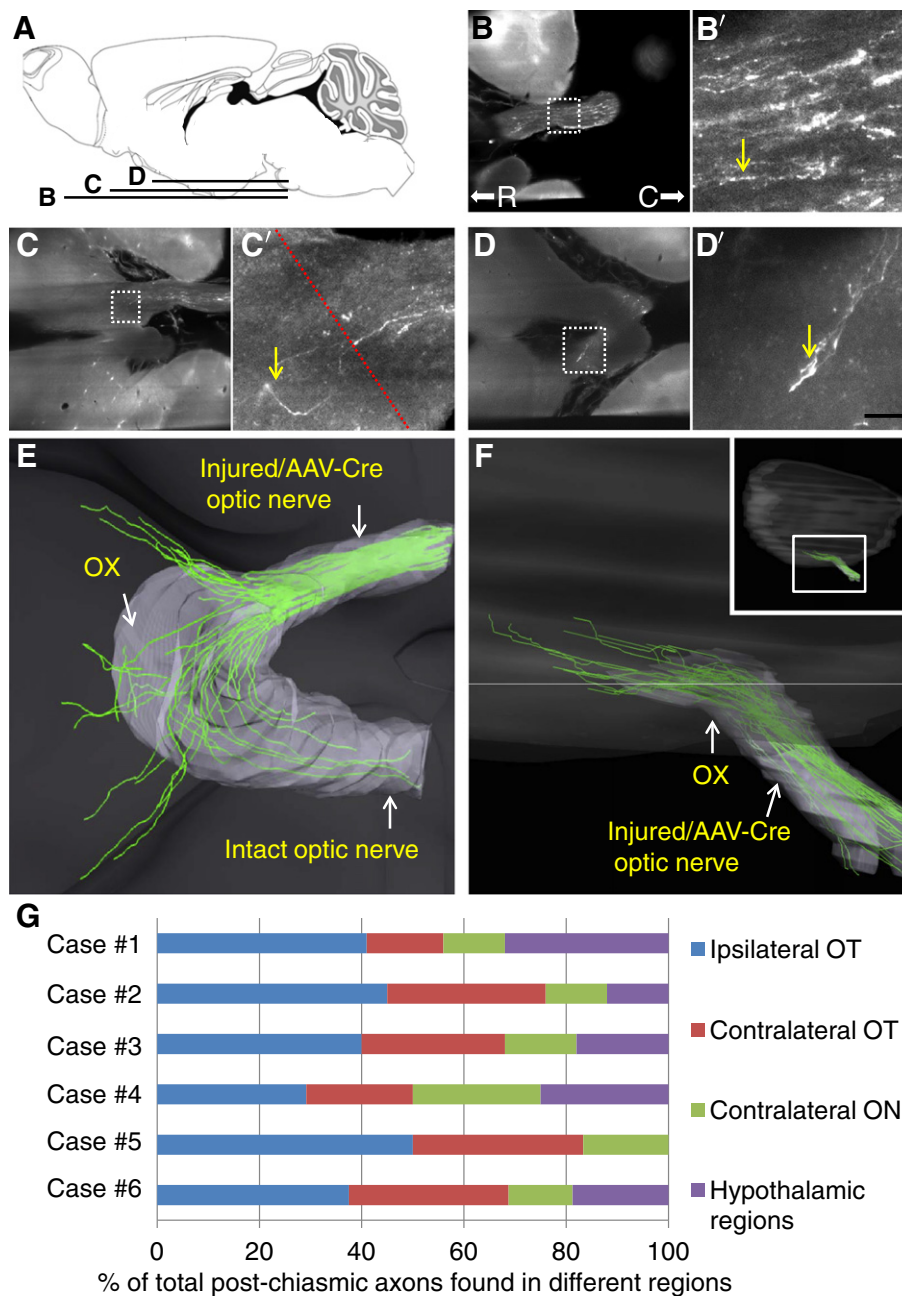 A
B
C
D
B
R
C
B′
C
C′
D
D′
E
Injured/AAV-Cre
optic nerve
OX
Intact optic nerve
F
OX
Injured/AAV-Cre
optic nerve
G
Case #1
Case #2
Case #3
Case #4
Case #5
Case #6
0
20
40
60
80
100
% of total post-chiasmic axons found in different regions
Ipsilateral OT
Contralateral OT
Contralateral ON
Hypothalamic
regions